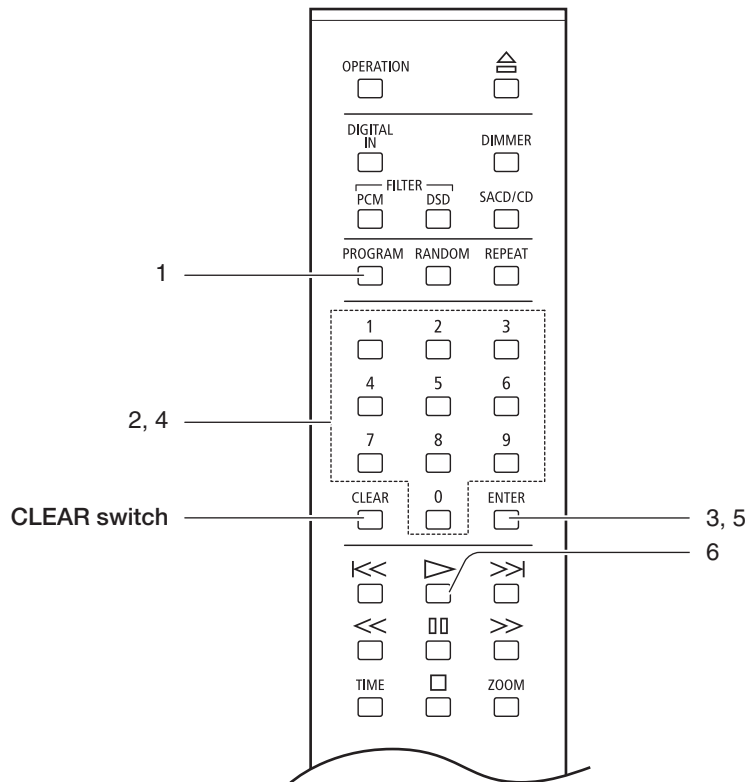 OPERATION
DIGITAL IN
DIMMER
FILTER
PCM
DSD
SACD/CD
PROGRAM RANDOM REPEAT
1
1 2 3
4 5 6
2, 4
7 8 9
CLEAR 0 ENTER
CLEAR switch
3, 5
6
TIME
ZOOM